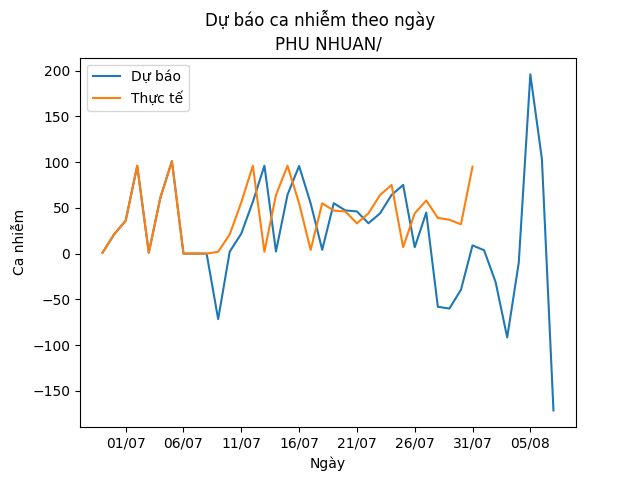 Dự báo ca nhiễm theo ngày
PHU NHUAN/
Dự báo
Thực tế
Ca nhiễm
200
150
100
50
0
−50
−100
−150
01/07 06/07 11/07 16/07 21/07 26/07 31/07 05/08
Ngày